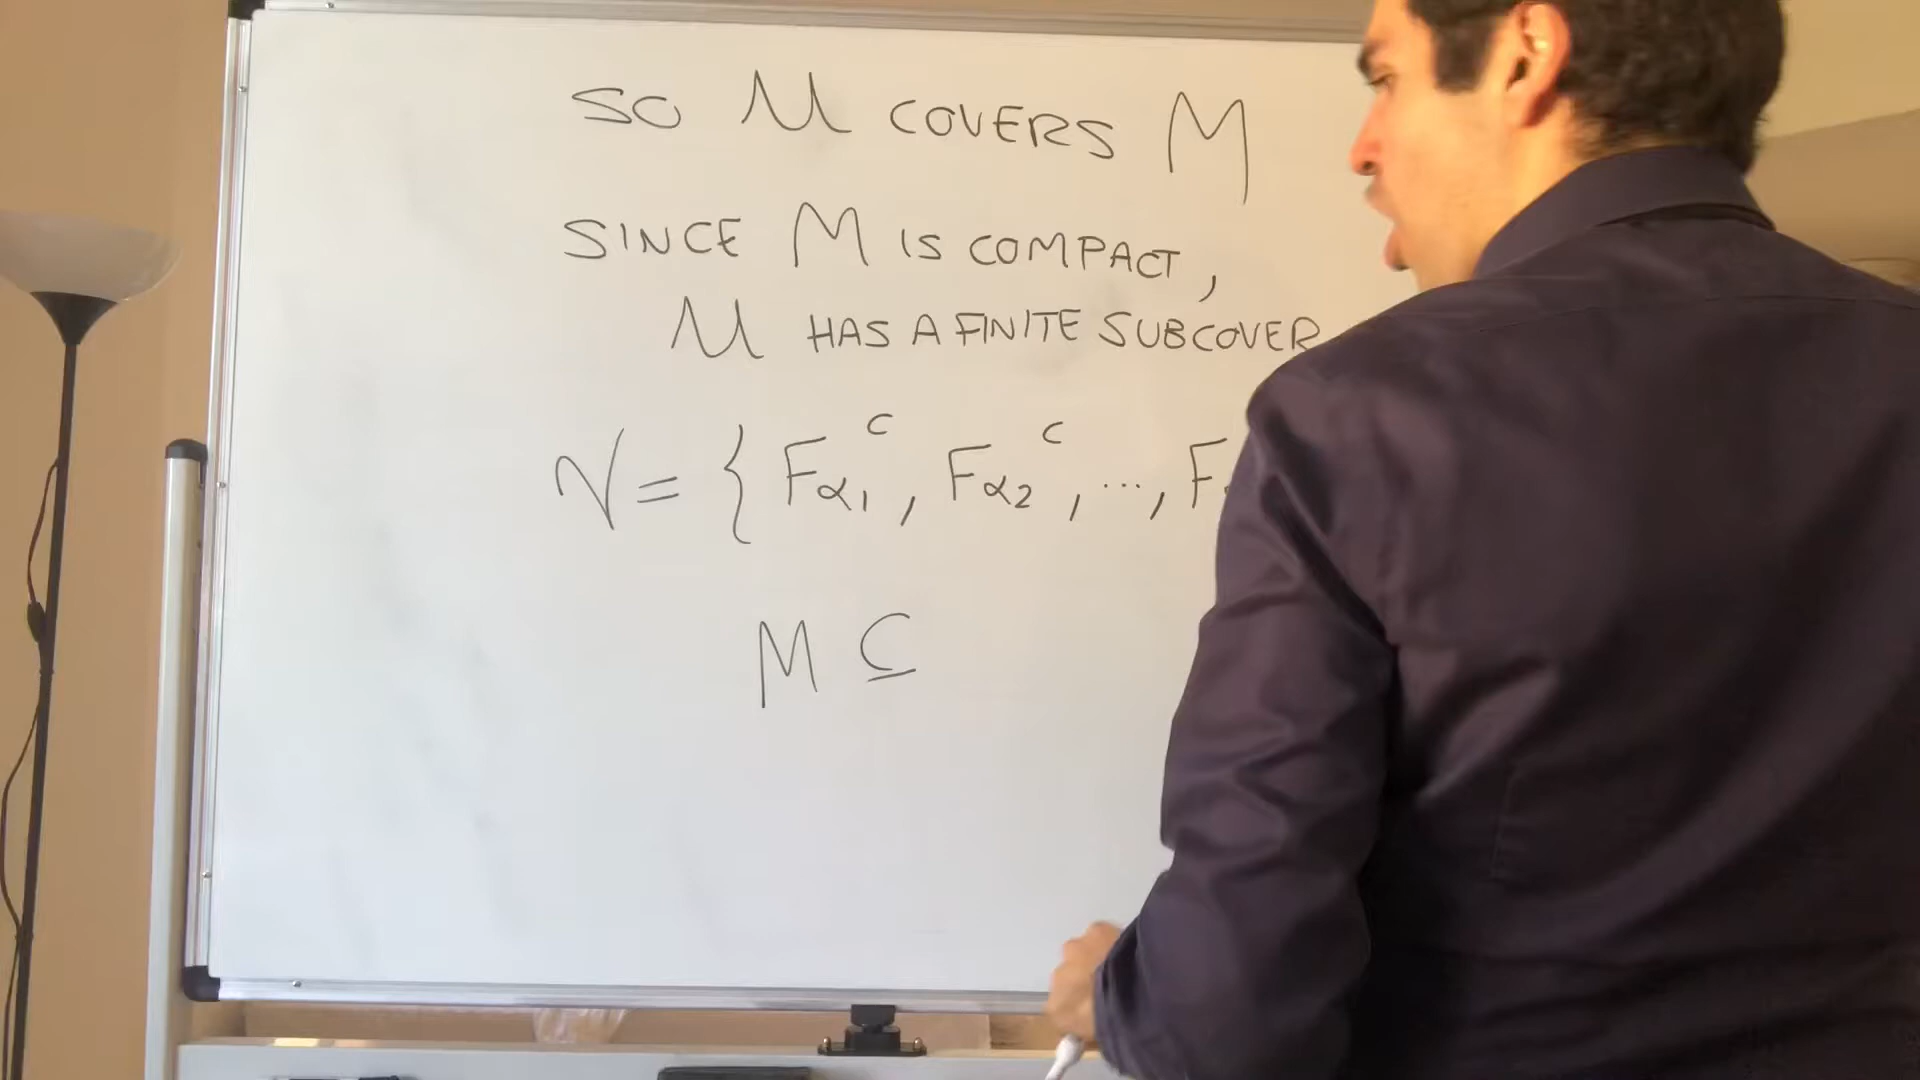 SO U COVERS M
SINCE M IS COMPACT,
U HAS A FINITE SUBCOVER
V = { Fα₁ᶜ, Fα₂ᶜ, ..., F
M ⊆